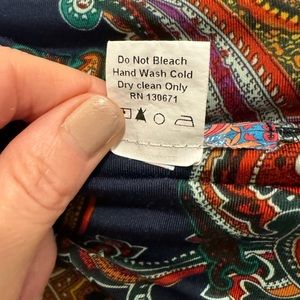 Do Not Bleach
Hand Wash Cold
Dry clean Only
RN 130671